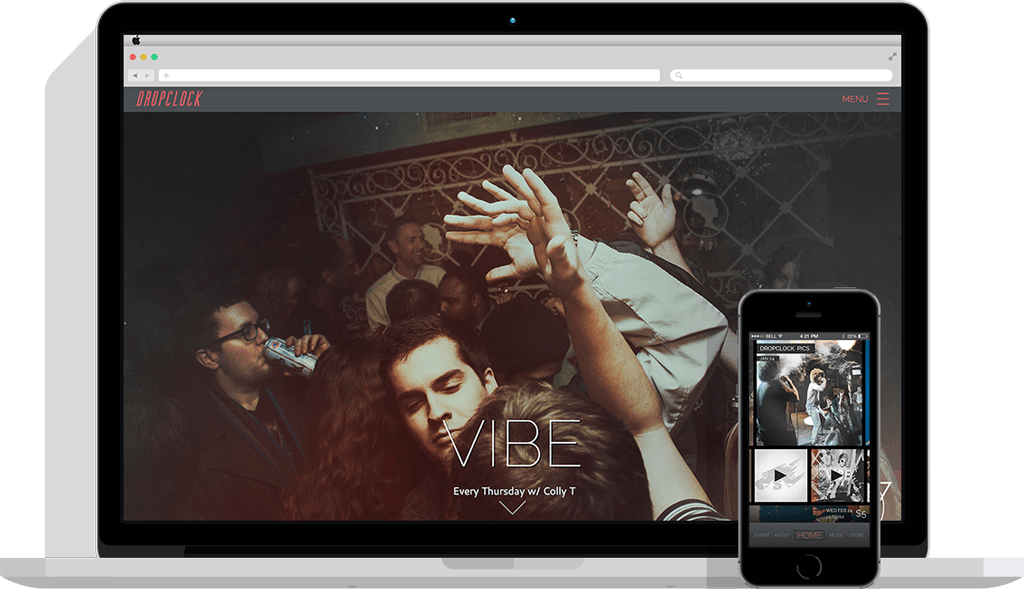 DROPCLOCK
MENU
VIBE
Every Thursday w/ Colly T
BELL 4:21 PM 22%
DROPCLOCK PICS
JAN 24
WED FEB 24
$5
EVENT ARTIST HOME MUSIC STORE